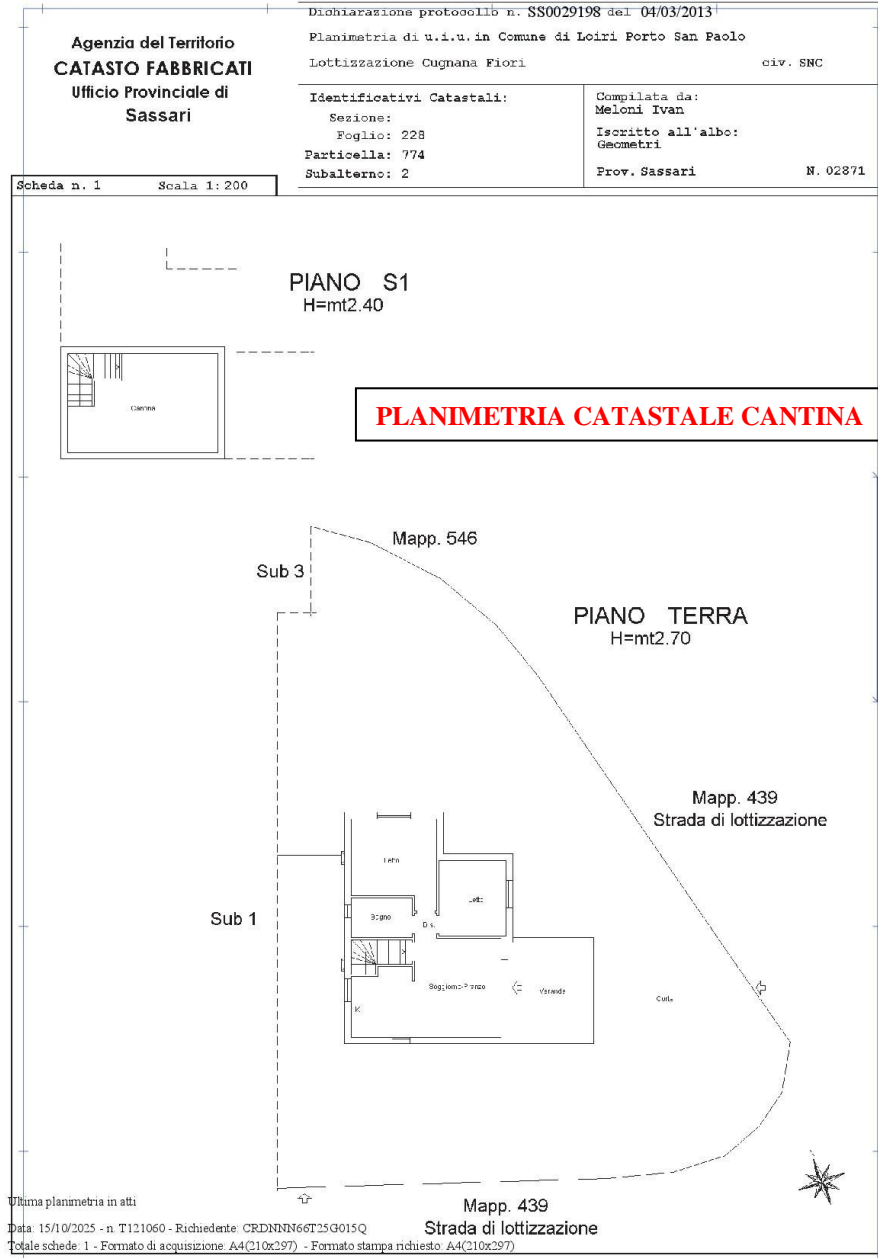 Agenzia del Territorio
CATASTO FABBRICATI
Ufficio Provinciale di
Sassari
Dichiarazione protocollo n. SS0029198 del 04/03/2013
Planimetria di u.i.u. in Comune di Loiri Porto San Paolo
Lottizzazione Cugnana Fiori civ. SNC
Identificativi Catastali:
Sezione:
Foglio: 228
Particella: 774
Subalterno: 2
Compilata da:
Meloni Ivan
Iscritto all'albo:
Geometri
Prov. Sassari N. 02871
Scheda n. 1 Scala 1:200
PIANO S1
H=mt2.40
Cantina
PLANIMETRIA CATASTALE CANTINA
Mapp. 546
Sub 3
PIANO TERRA
H=mt2.70
Mapp. 439
Strada di lottizzazione
Letto
Letto
Sub 1
Bagno
Dis.
Soggiorno-Pranzo
Veranda
Corte
K
Ultima planimetria in atti
Mapp. 439
Strada di lottizzazione
Data: 15/10/2025 - n. T121060 - Richiedente: CRDNNN66T25G015Q
Totale schede: 1 - Formato di acquisizione: A4(210x297) - Formato stampa richiesto: A4(210x297)